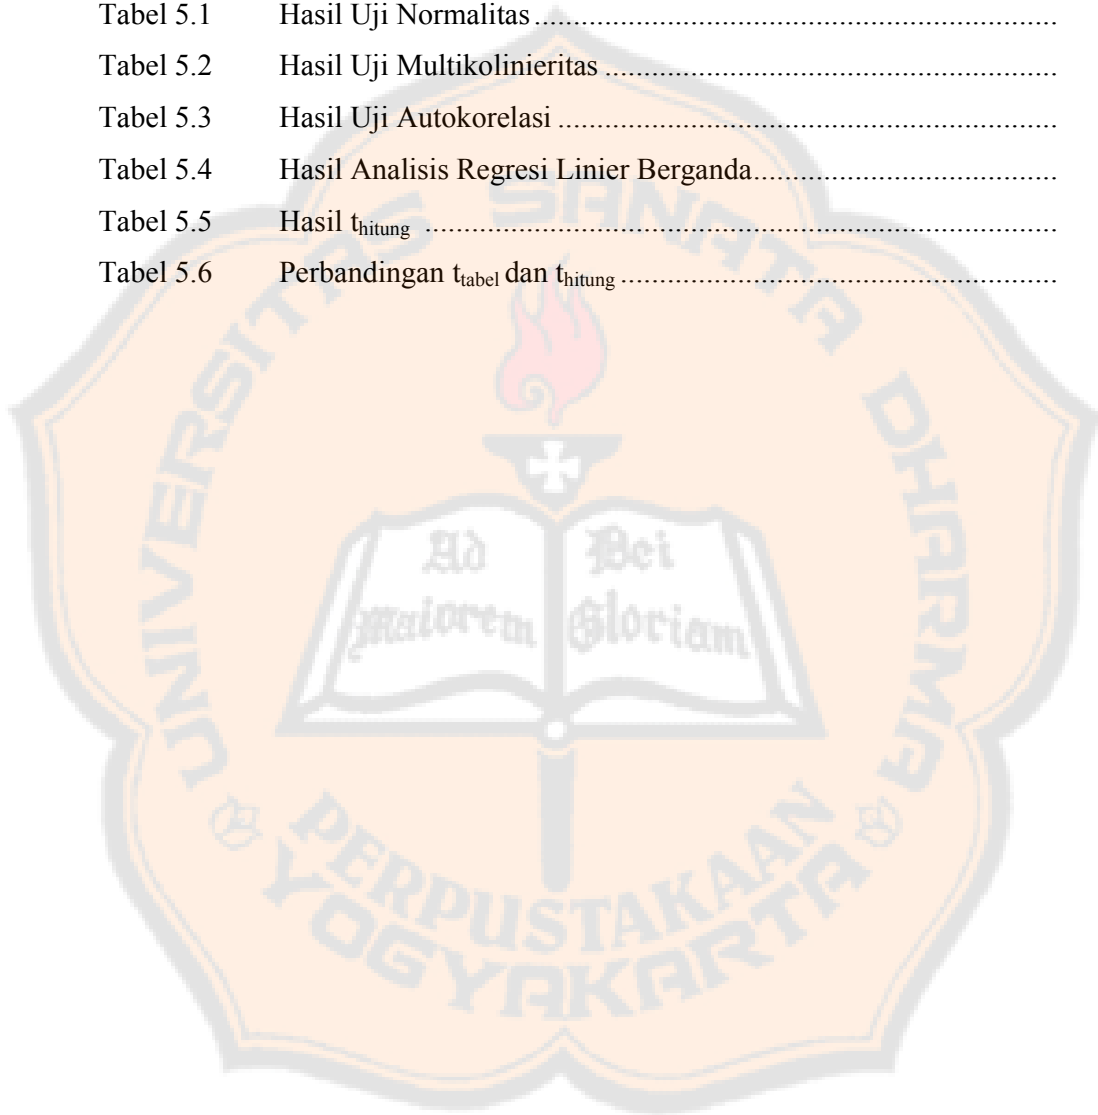 Tabel 5.1 Hasil Uji Normalitas ........................................................................
Tabel 5.2 Hasil Uji Multikolinieritas ..............................................................
Tabel 5.3 Hasil Uji Autokorelasi ....................................................................
Tabel 5.4 Hasil Analisis Regresi Linier Berganda..........................................
Tabel 5.5 Hasil thitung .....................................................................................
Tabel 5.6 Perbandingan ttabel dan thitung ............................................................
UNIVERSITAS SANATA DHARMA
Ad Dei
maiorem Gloriam
PERPUSTAKAAN
YOGYAKARTA